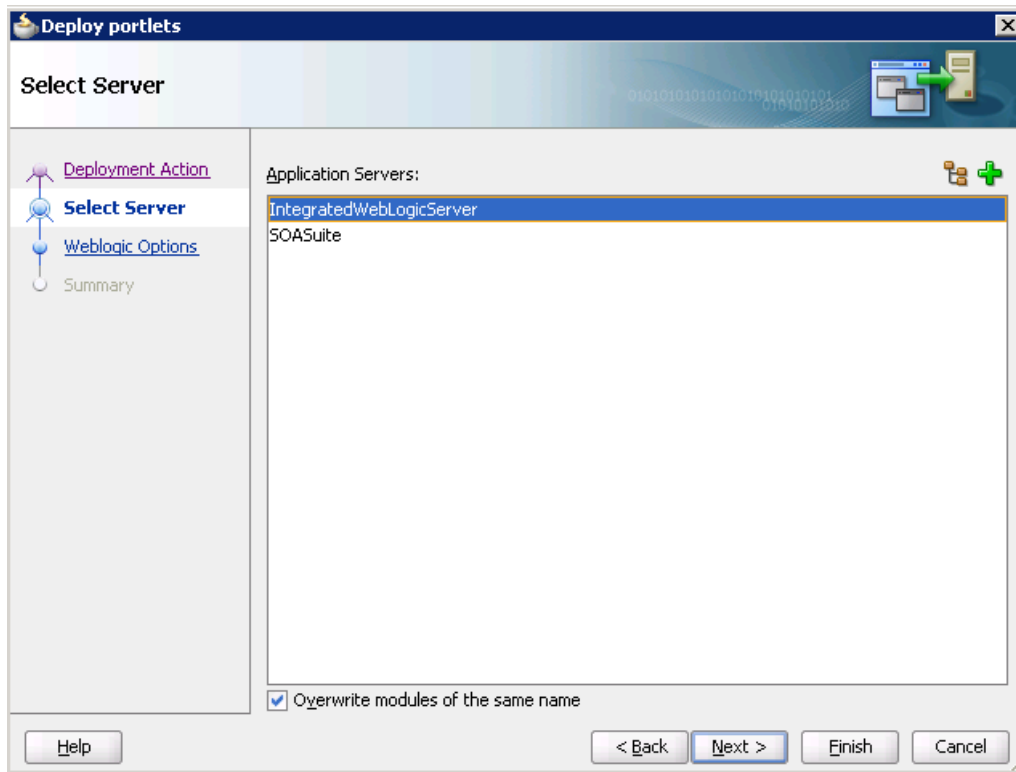 Deploy portlets
Select Server
Deployment Action
Select Server
Weblogic Options
Summary
Application Servers:
IntegratedWebLogicServer
SOASuite
Overwrite modules of the same name
Help
< Back
Next >
Finish
Cancel